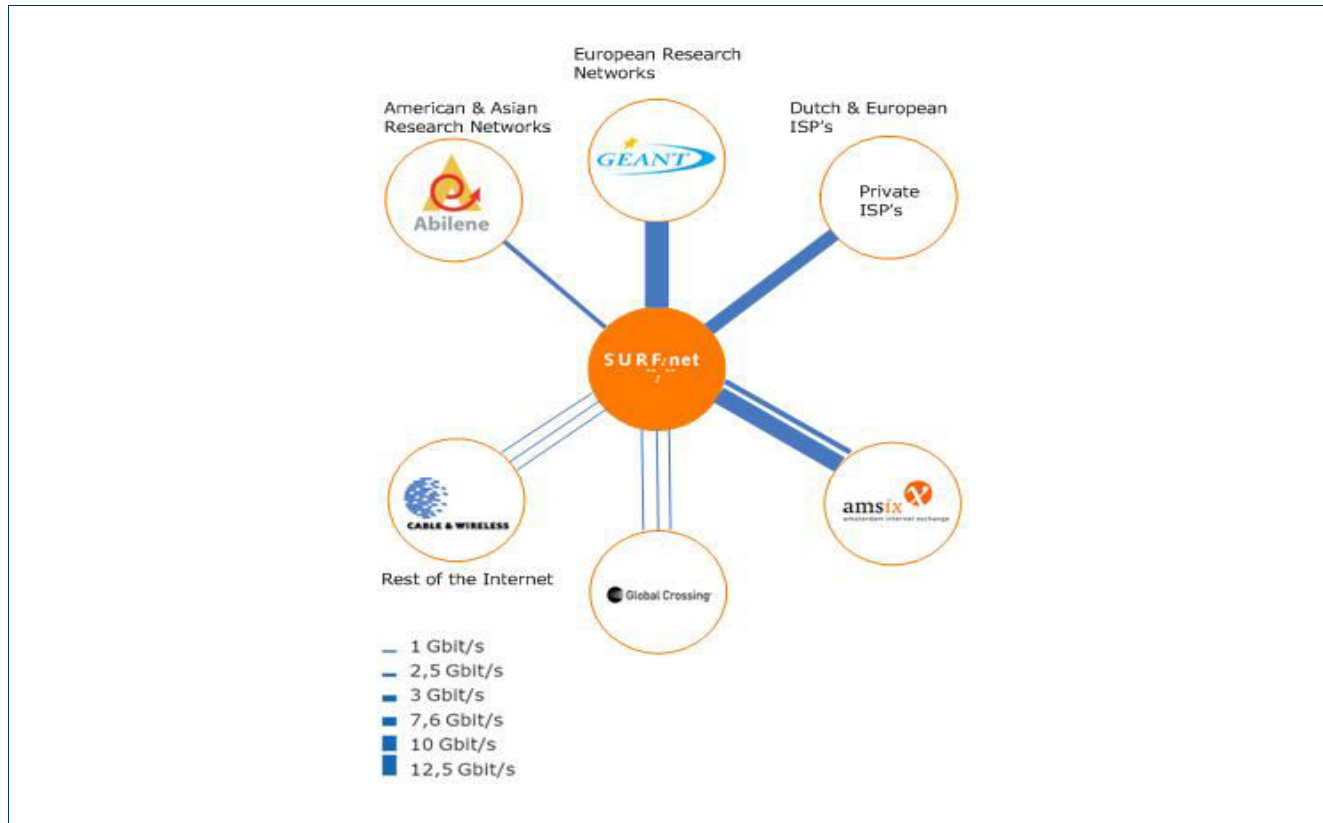 European Research
Networks
American & Asian
Research Networks
Dutch & European
ISP's
GEANT
Abilene
Private
ISP's
SURF net
CABLE & WIRELESS
amsix
amsterdam internet exchange
Rest of the Internet
Global Crossing
1 Gbit/s
2,5 Gbit/s
3 Gbit/s
7,6 Gbit/s
10 Gbit/s
12,5 Gbit/s